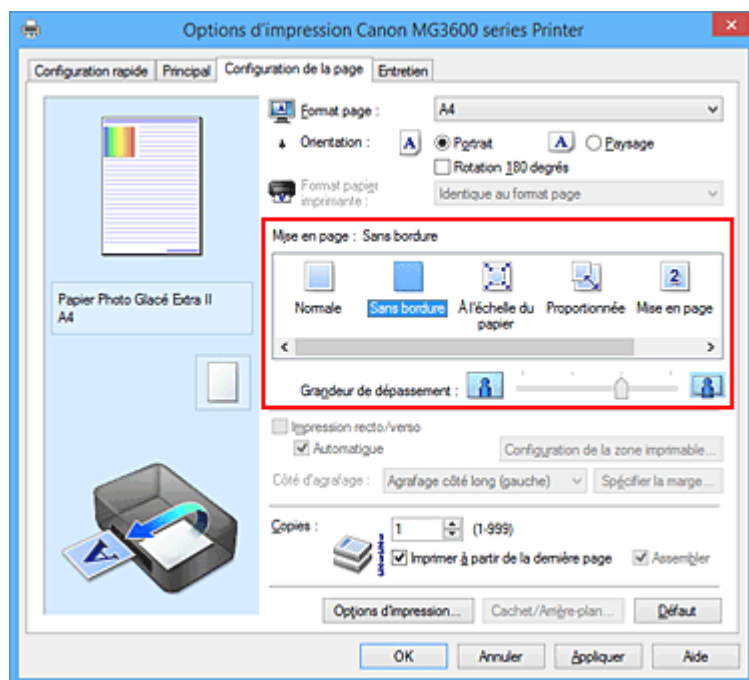 Options d'impression Canon MG3600 series Printer
Configuration rapide Principal Configuration de la page Entretien
Format page : A4
Orientation : A Portrait A Paysage
Rotation 180 degrés
Format papier imprimante : Identique au format page
Mise en page : Sans bordure
2
Normale Sans bordure À l'échelle du papier Proportionnée Mise en page
Papier Photo Glacé Extra II
A4
Grandeur de dépassement :
Impression recto/verso
Automatique Configuration de la zone imprimable...
Côté d'agrafage : Agrafage côté long (gauche) Spécifier la marge...
Copies : 1 (1-999)
Imprimer à partir de la dernière page Assembler
A
Options d'impression... Cachet/Arrière-plan... Défaut
OK Annuler Appliquer Aide